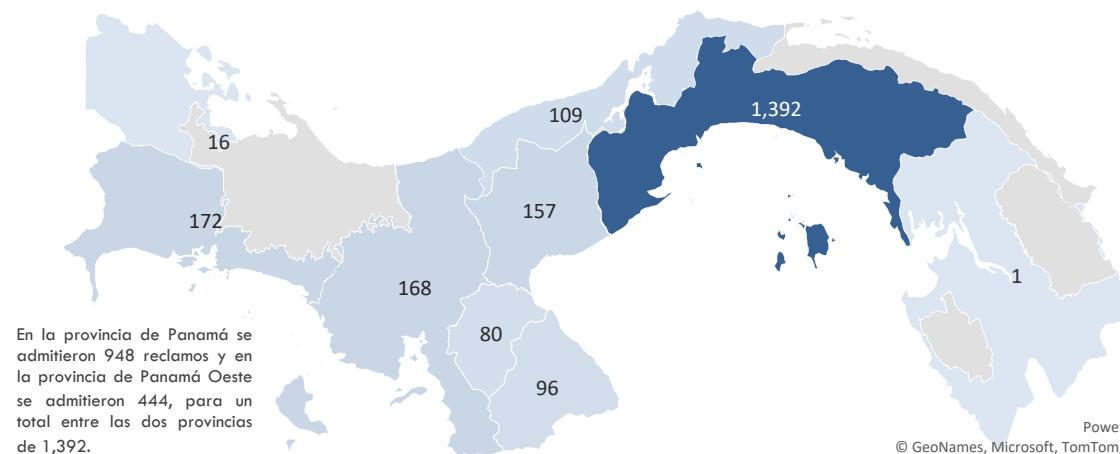 109
1,392
16
157
172
168
1
80
96
En la provincia de Panamá se
admitieron 948 reclamos y en
la provincia de Panamá Oeste
se admitieron 444, para un
total entre las dos provincias
de 1,392.
Powe
© GeoNames, Microsoft, TomTom